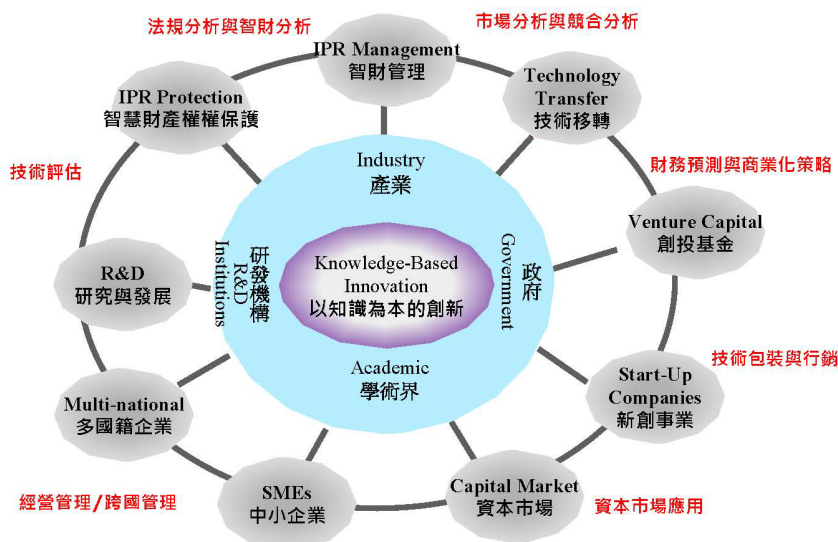 法規分析與智財分析
市場分析與競合分析
IPR Management
智財管理
Technology
Transfer
技術移轉
IPR Protection
智慧財產權權保護
Industry
產業
技術評估
財務預測與商業化策略
Venture Capital
創投基金
研發機構
R&D
Institutions
Knowledge-Based
Innovation
以知識為本的創新
政府
Government
R&D
研究與發展
Academic
學術界
技術包裝與行銷
Start-Up
Companies
新創事業
Multi-national
多國籍企業
SMEs
中小企業
Capital Market
資本市場
經營管理/跨國管理
資本市場應用